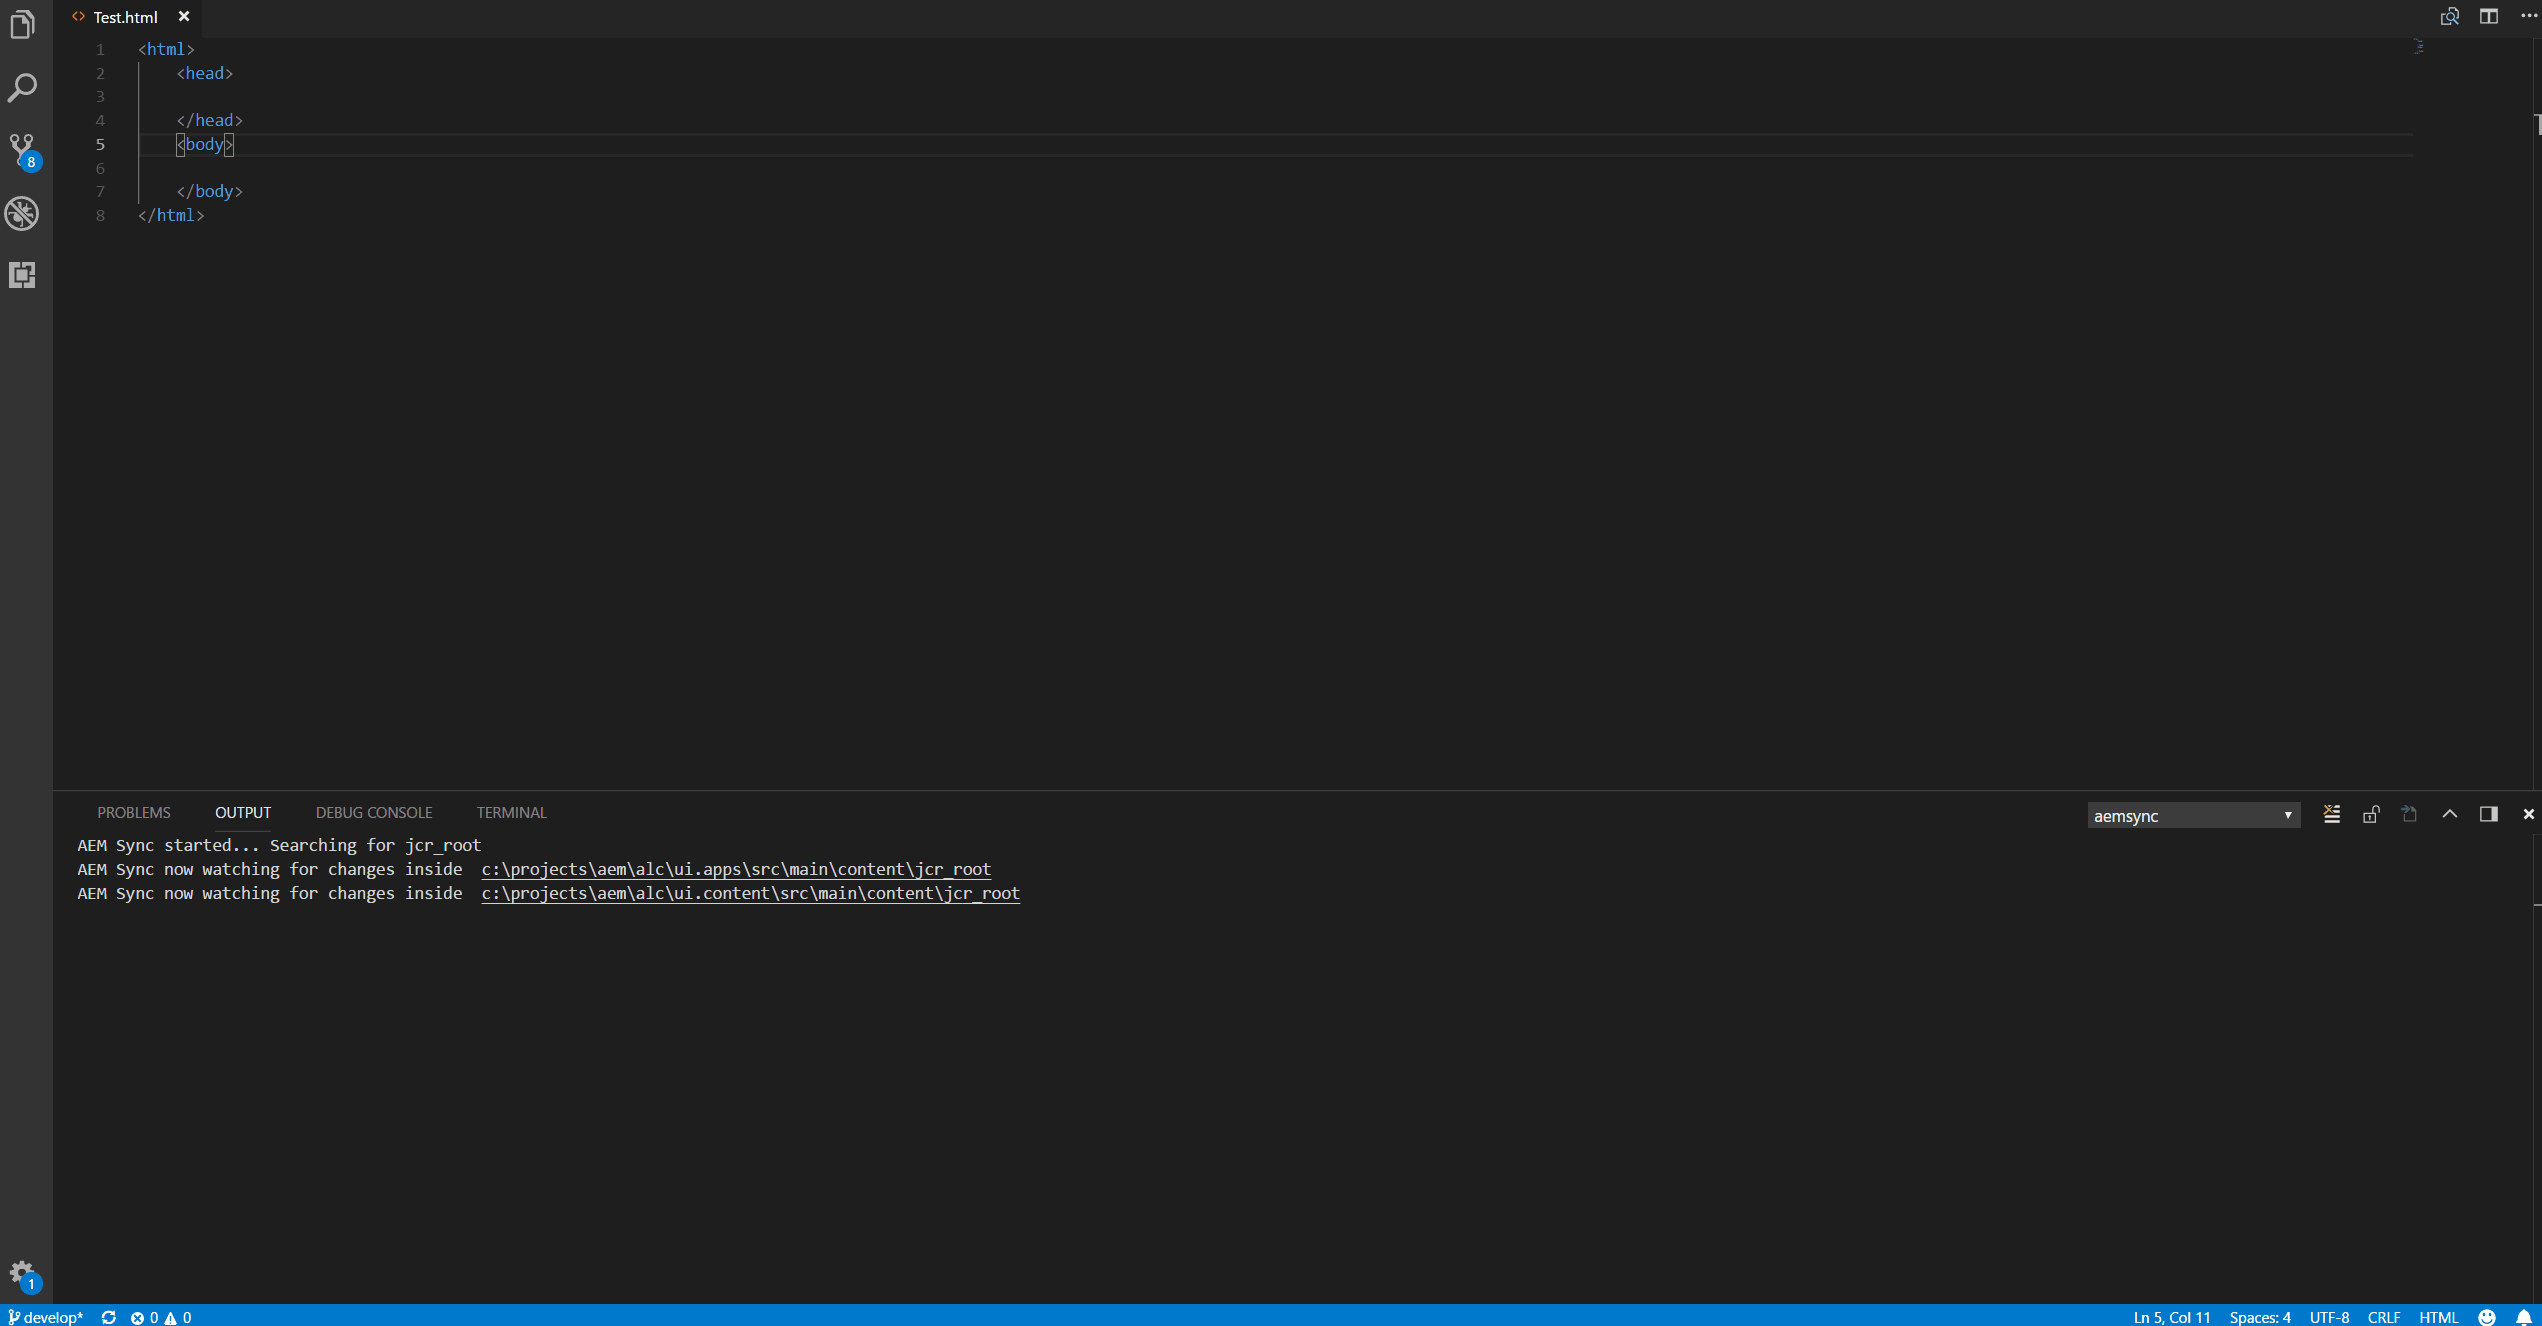 Test.html
1 <html>
2 <head>
3
4 </head>
5 <body>
6
7 </body>
8 </html>
8
PROBLEMS OUTPUT DEBUG CONSOLE TERMINAL aemsync
AEM Sync started... Searching for jcr_root
AEM Sync now watching for changes inside c:\projects\aem\alc\ui.apps\src\main\content\jcr_root
AEM Sync now watching for changes inside c:\projects\aem\alc\ui.content\src\main\content\jcr_root
1
develop* 0 0 Ln 5, Col 11 Spaces: 4 UTF-8 CRLF HTML